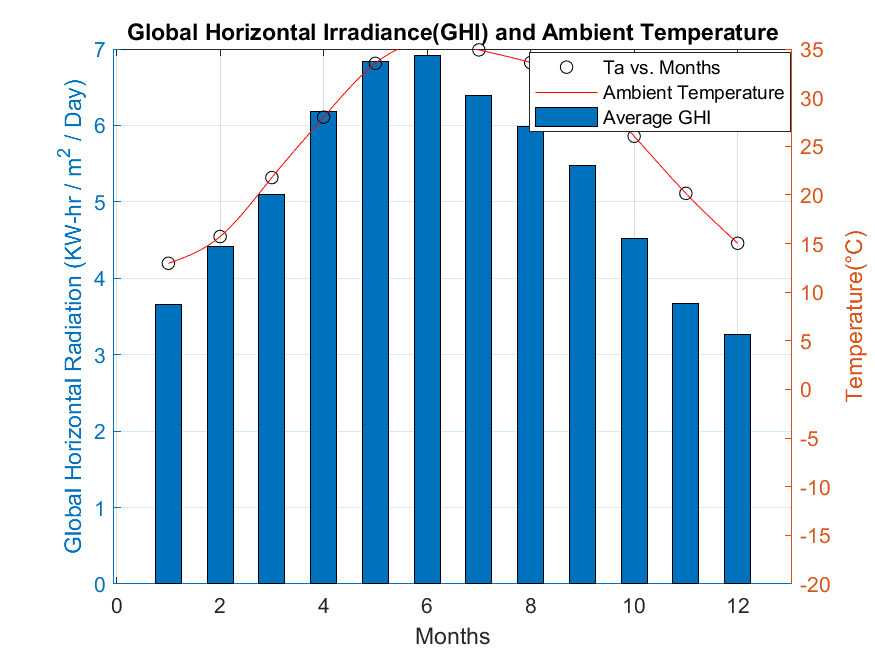 Global Horizontal Irradiance(GHI) and Ambient Temperature
Global Horizontal Radiation (KW-hr / m² / Day)
7
6
5
4
3
2
1
0
Ta vs. Months
Ambient Temperature
Average GHI
35
30
25
20
15
10
5
0
-5
-10
-15
-20
Temperature(°C)
0 2 4 6 8 10 12
Months